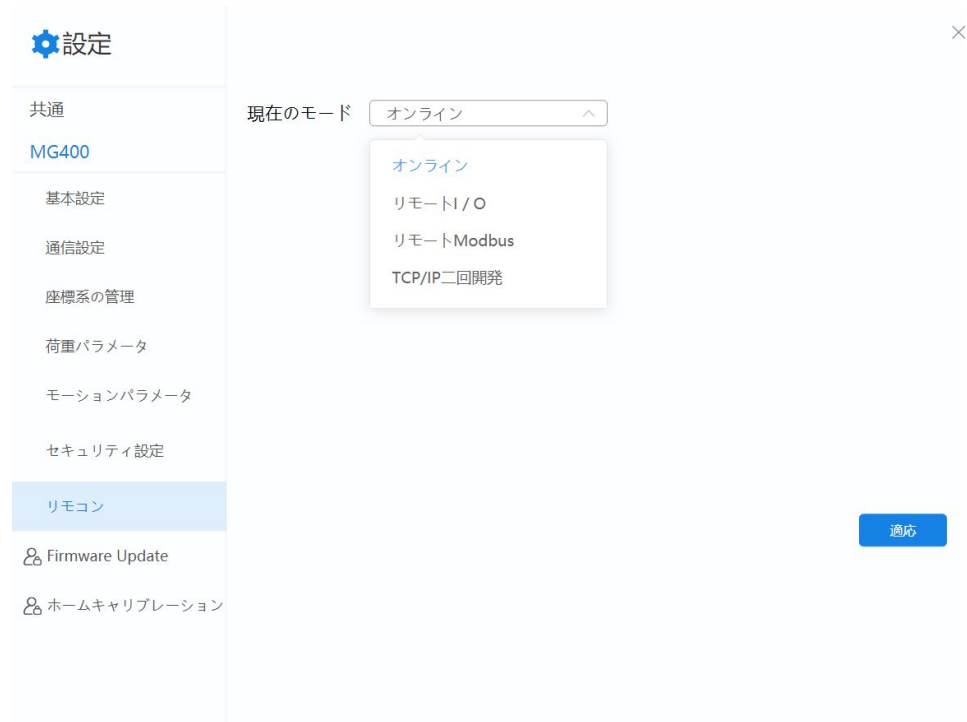 設定
共通
MG400
基本設定
通信設定
座標系の管理
荷重パラメータ
モーションパラメータ
セキュリティ設定
リモコン
Firmware Update
ホームキャリブレーション
現在のモード オンライン
オンライン
リモートI / O
リモートModbus
TCP/IP二回開発
適応